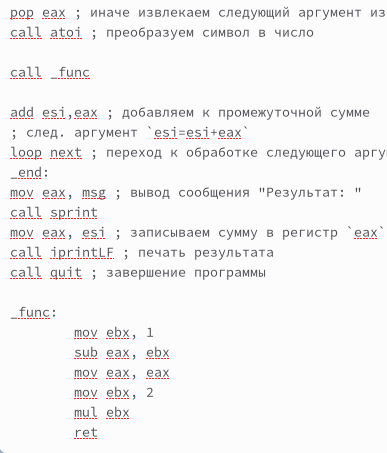 pop eax ; иначе извлекаем следующий аргумент из
call atoi ; преобразуем символ в число
call _func
add esi,eax ; добавляем к промежуточной сумме
; след. аргумент `esi=esi+eax`
loop next ; переход к обработке следующего аргу
_end:
mov eax, msg ; вывод сообщения "Результат: "
call sprint
mov eax, esi ; записываем сумму в регистр `eax`
call iprintLF ; печать результата
call quit ; завершение программы
_func:
mov ebx, 1
sub eax, ebx
mov eax, eax
mov ebx, 2
mul ebx
ret